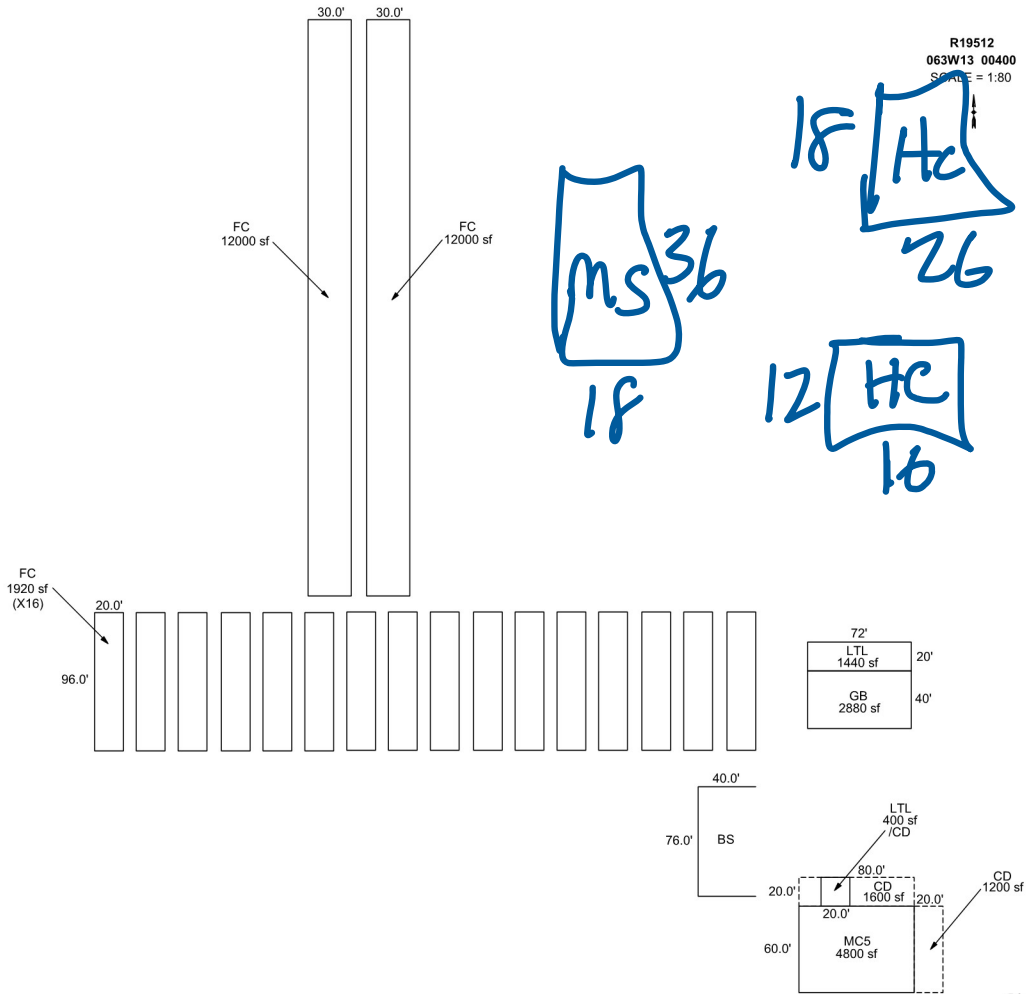 30.0'
30.0'
R19512
063W13 00400
SCALE = 1:80
18
HC
26
FC
12000 sf
FC
12000 sf
MS
36
18
12
HC
16
FC
1920 sf
(X16)
20.0'
96.0'
72'
LTL
1440 sf
20'
GB
2880 sf
40'
40.0'
76.0'
BS
LTL
400 sf
/CD
80.0'
20.0'
CD
1600 sf
20.0'
CD
1200 sf
20.0'
60.0'
MC5
4800 sf